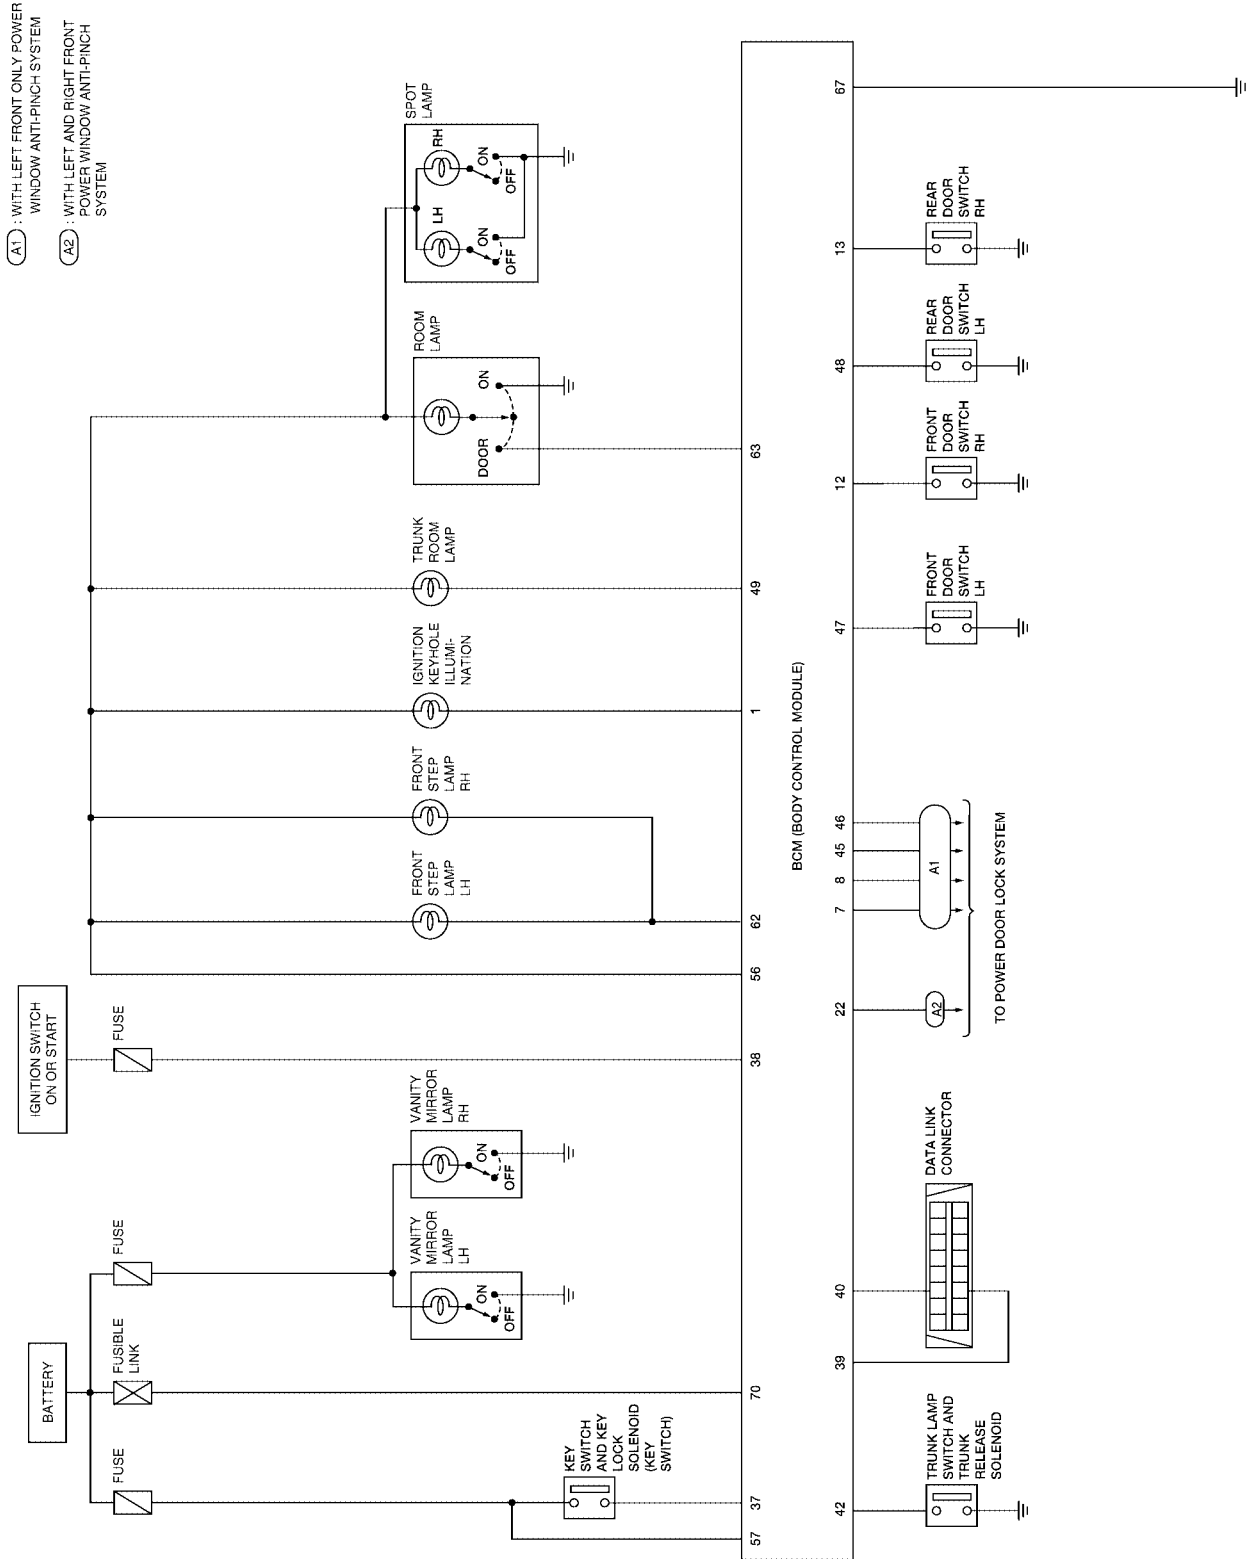 A1 : WITH LEFT FRONT ONLY POWER
WINDOW ANTI-PINCH SYSTEM
A2 : WITH LEFT AND RIGHT FRONT
POWER WINDOW ANTI-PINCH
SYSTEM
BATTERY
IGNITION SWITCH
ON OR START
FUSE
FUSIBLE
LINK
FUSE
FUSE
VANITY
MIRROR
LAMP
LH
ON
OFF
VANITY
MIRROR
LAMP
RH
ON
OFF
FRONT
STEP
LAMP
LH
FRONT
STEP
LAMP
RH
IGNITION
KEYHOLE
ILLUMI-
NATION
TRUNK
ROOM
LAMP
ROOM
LAMP
DOOR
ON
SPOT
LAMP
LH
ON
OFF
RH
ON
OFF
KEY
SWITCH
AND KEY
LOCK
SOLENOID
(KEY
SWITCH)
57
37
70
38
56
62
1
49
63
BCM (BODY CONTROL MODULE)
42
39
40
22
7
8
45
46
47
12
48
13
67
TRUNK LAMP
SWITCH AND
TRUNK
RELEASE
SOLENOID
DATA LINK
CONNECTOR
A2
A1
TO POWER DOOR LOCK SYSTEM
FRONT
DOOR
SWITCH
LH
FRONT
DOOR
SWITCH
RH
REAR
DOOR
SWITCH
LH
REAR
DOOR
SWITCH
RH